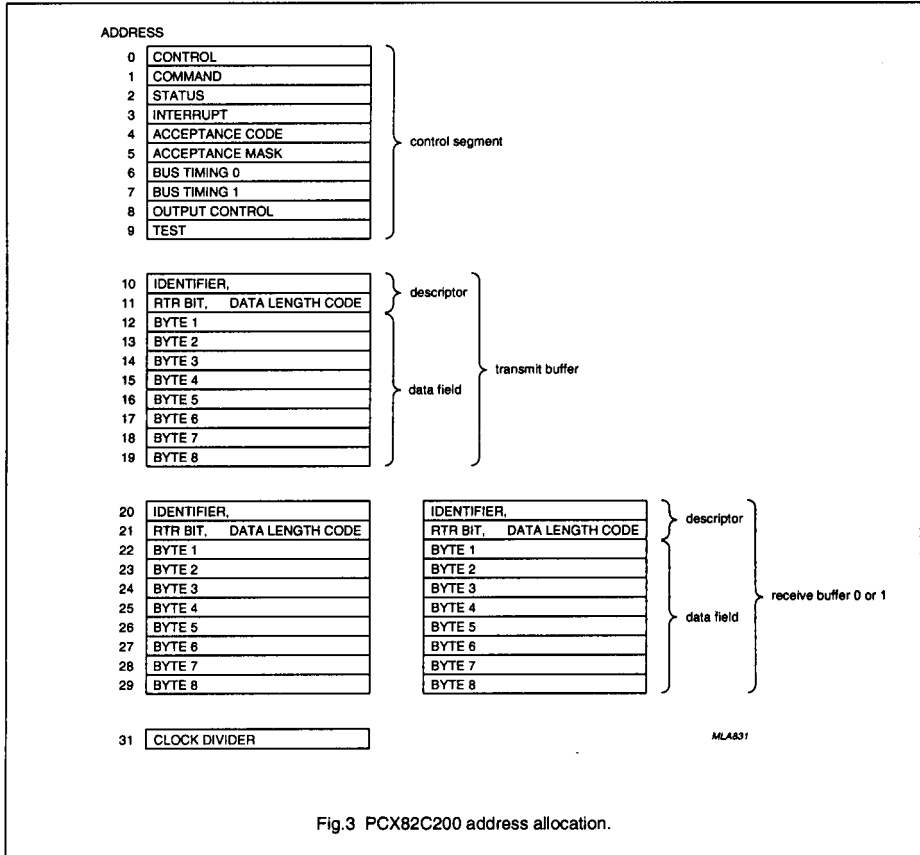 ADDRESS
0 CONTROL
1 COMMAND
2 STATUS
3 INTERRUPT
4 ACCEPTANCE CODE
5 ACCEPTANCE MASK
6 BUS TIMING 0
7 BUS TIMING 1
8 OUTPUT CONTROL
9 TEST
control segment
10 IDENTIFIER,
11 RTR BIT, DATA LENGTH CODE
12 BYTE 1
13 BYTE 2
14 BYTE 3
15 BYTE 4
16 BYTE 5
17 BYTE 6
18 BYTE 7
19 BYTE 8
descriptor
data field
transmit buffer
20 IDENTIFIER, IDENTIFIER,
21 RTR BIT, DATA LENGTH CODE RTR BIT, DATA LENGTH CODE
22 BYTE 1 BYTE 1
23 BYTE 2 BYTE 2
24 BYTE 3 BYTE 3
25 BYTE 4 BYTE 4
26 BYTE 5 BYTE 5
27 BYTE 6 BYTE 6
28 BYTE 7 BYTE 7
29 BYTE 8 BYTE 8
descriptor
data field
receive buffer 0 or 1
31 CLOCK DIVIDER
MLA831
Fig.3 PCX82C200 address allocation.